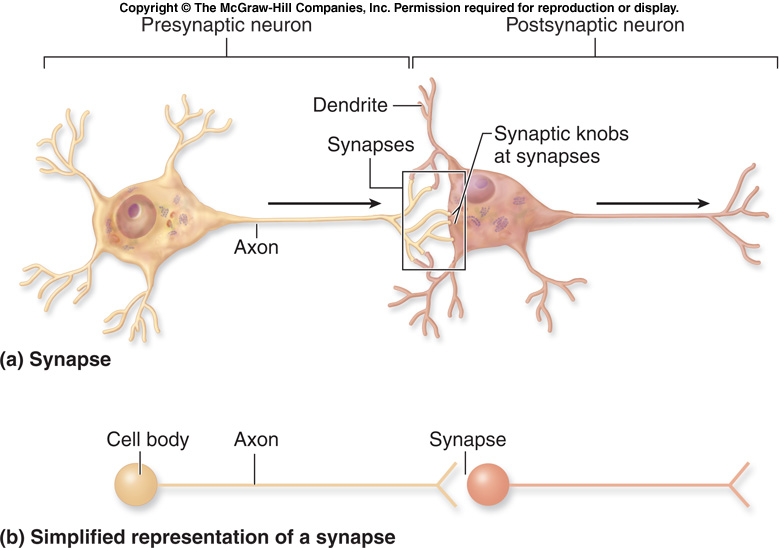 Copyright © The McGraw-Hill Companies, Inc. Permission required for reproduction or display.
Presynaptic neuron
Postsynaptic neuron
Dendrite
Synapses
Synaptic knobs
at synapses
Axon
(a) Synapse
Cell body
Axon
Synapse
(b) Simplified representation of a synapse